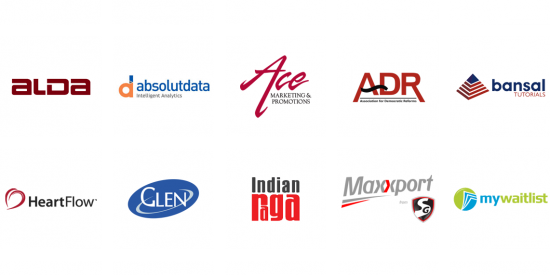 ALDA
absolutdata
Intelligent Analytics
Ace
MARKETING &
PROMOTIONS
ADR
Association for Democratic Reforms
bansal
TUTORIALS
HeartFlow
GLEN
Indian
raga
Maxxport
from
SG
mywaitlist